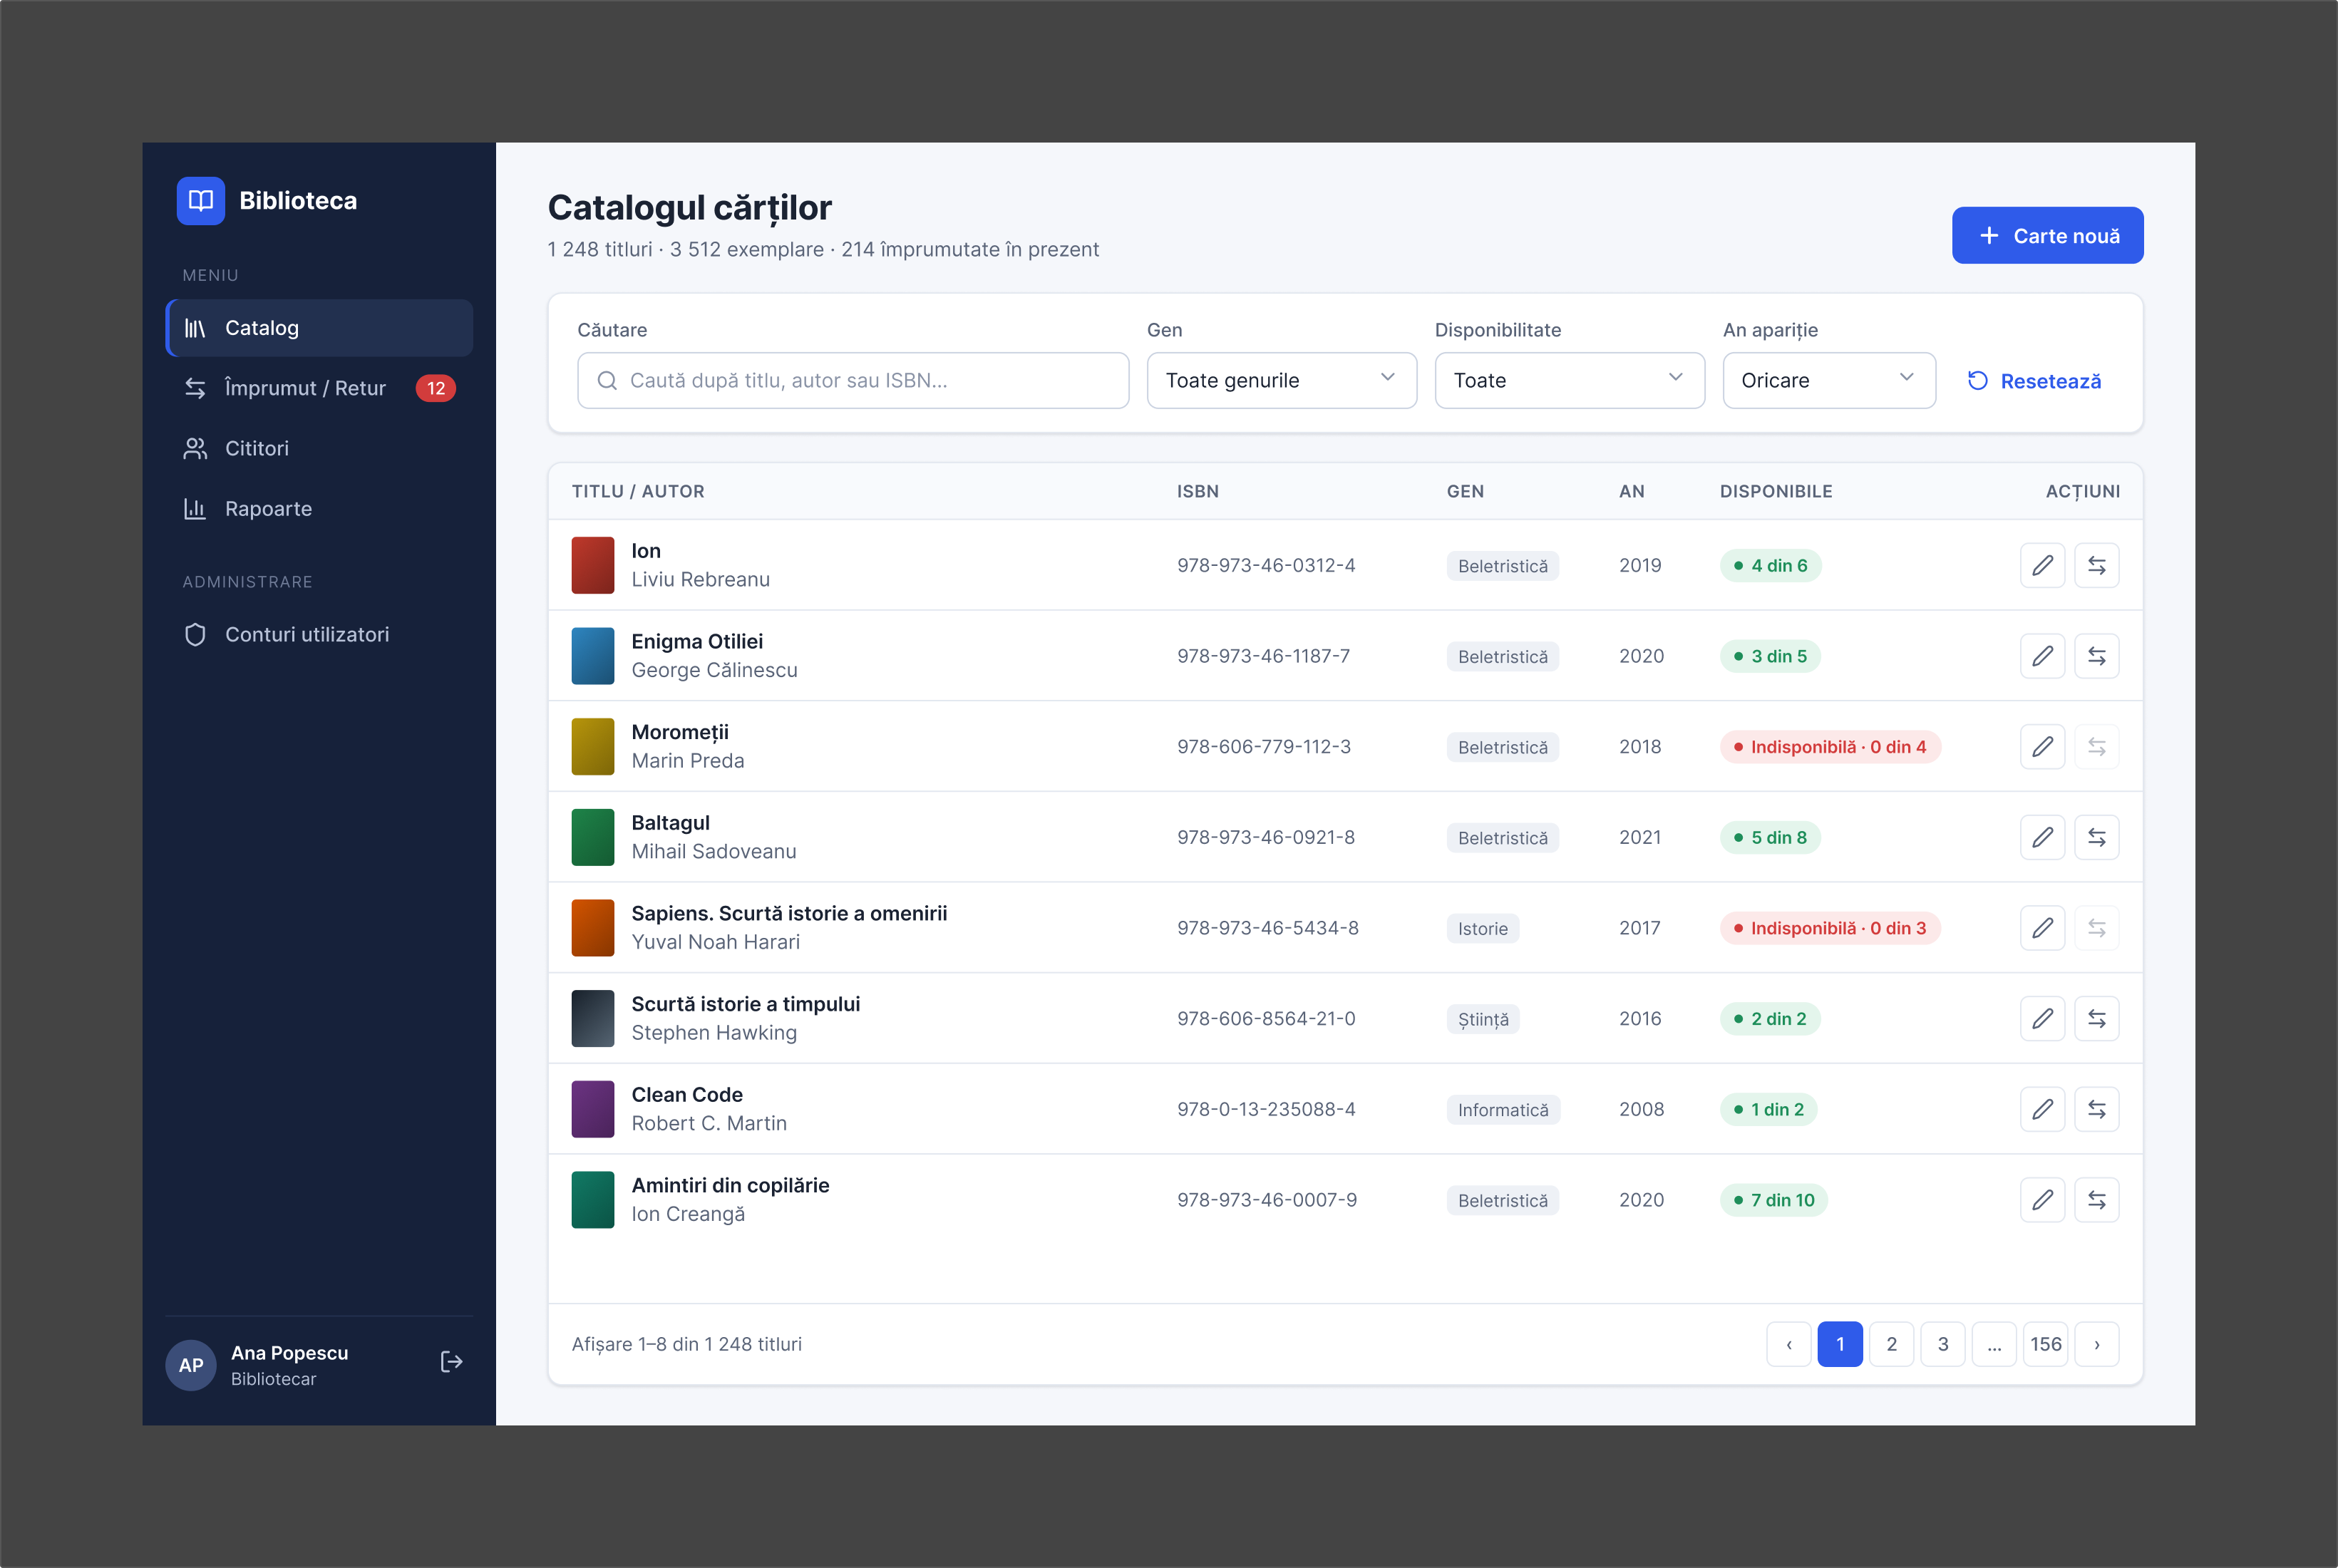 Biblioteca
MENIU
Catalog
Împrumut / Retur 12
Cititori
Rapoarte
ADMINISTRARE
Conturi utilizatori
AP
Ana Popescu
Bibliotecar
Catalogul cărților
1 248 titluri · 3 512 exemplare · 214 împrumutate în prezent
+ Carte nouă
Căutare Gen Disponibilitate An apariție
Caută după titlu, autor sau ISBN... Toate genurile Toate Oricare Resetează
TITLU / AUTOR ISBN GEN AN DISPONIBILE ACȚIUNI
Ion
Liviu Rebreanu
978-973-46-0312-4 Beletristică 2019 4 din 6
Enigma Otiliei
George Călinescu
978-973-46-1187-7 Beletristică 2020 3 din 5
Moromeții
Marin Preda
978-606-779-112-3 Beletristică 2018 Indisponibilă · 0 din 4
Baltagul
Mihail Sadoveanu
978-973-46-0921-8 Beletristică 2021 5 din 8
Sapiens. Scurtă istorie a omenirii
Yuval Noah Harari
978-973-46-5434-8 Istorie 2017 Indisponibilă · 0 din 3
Scurtă istorie a timpului
Stephen Hawking
978-606-8564-21-0 Știință 2016 2 din 2
Clean Code
Robert C. Martin
978-0-13-235088-4 Informatică 2008 1 din 2
Amintiri din copilărie
Ion Creangă
978-973-46-0007-9 Beletristică 2020 7 din 10
Afișare 1–8 din 1 248 titluri
‹ 1 2 3 ... 156 ›